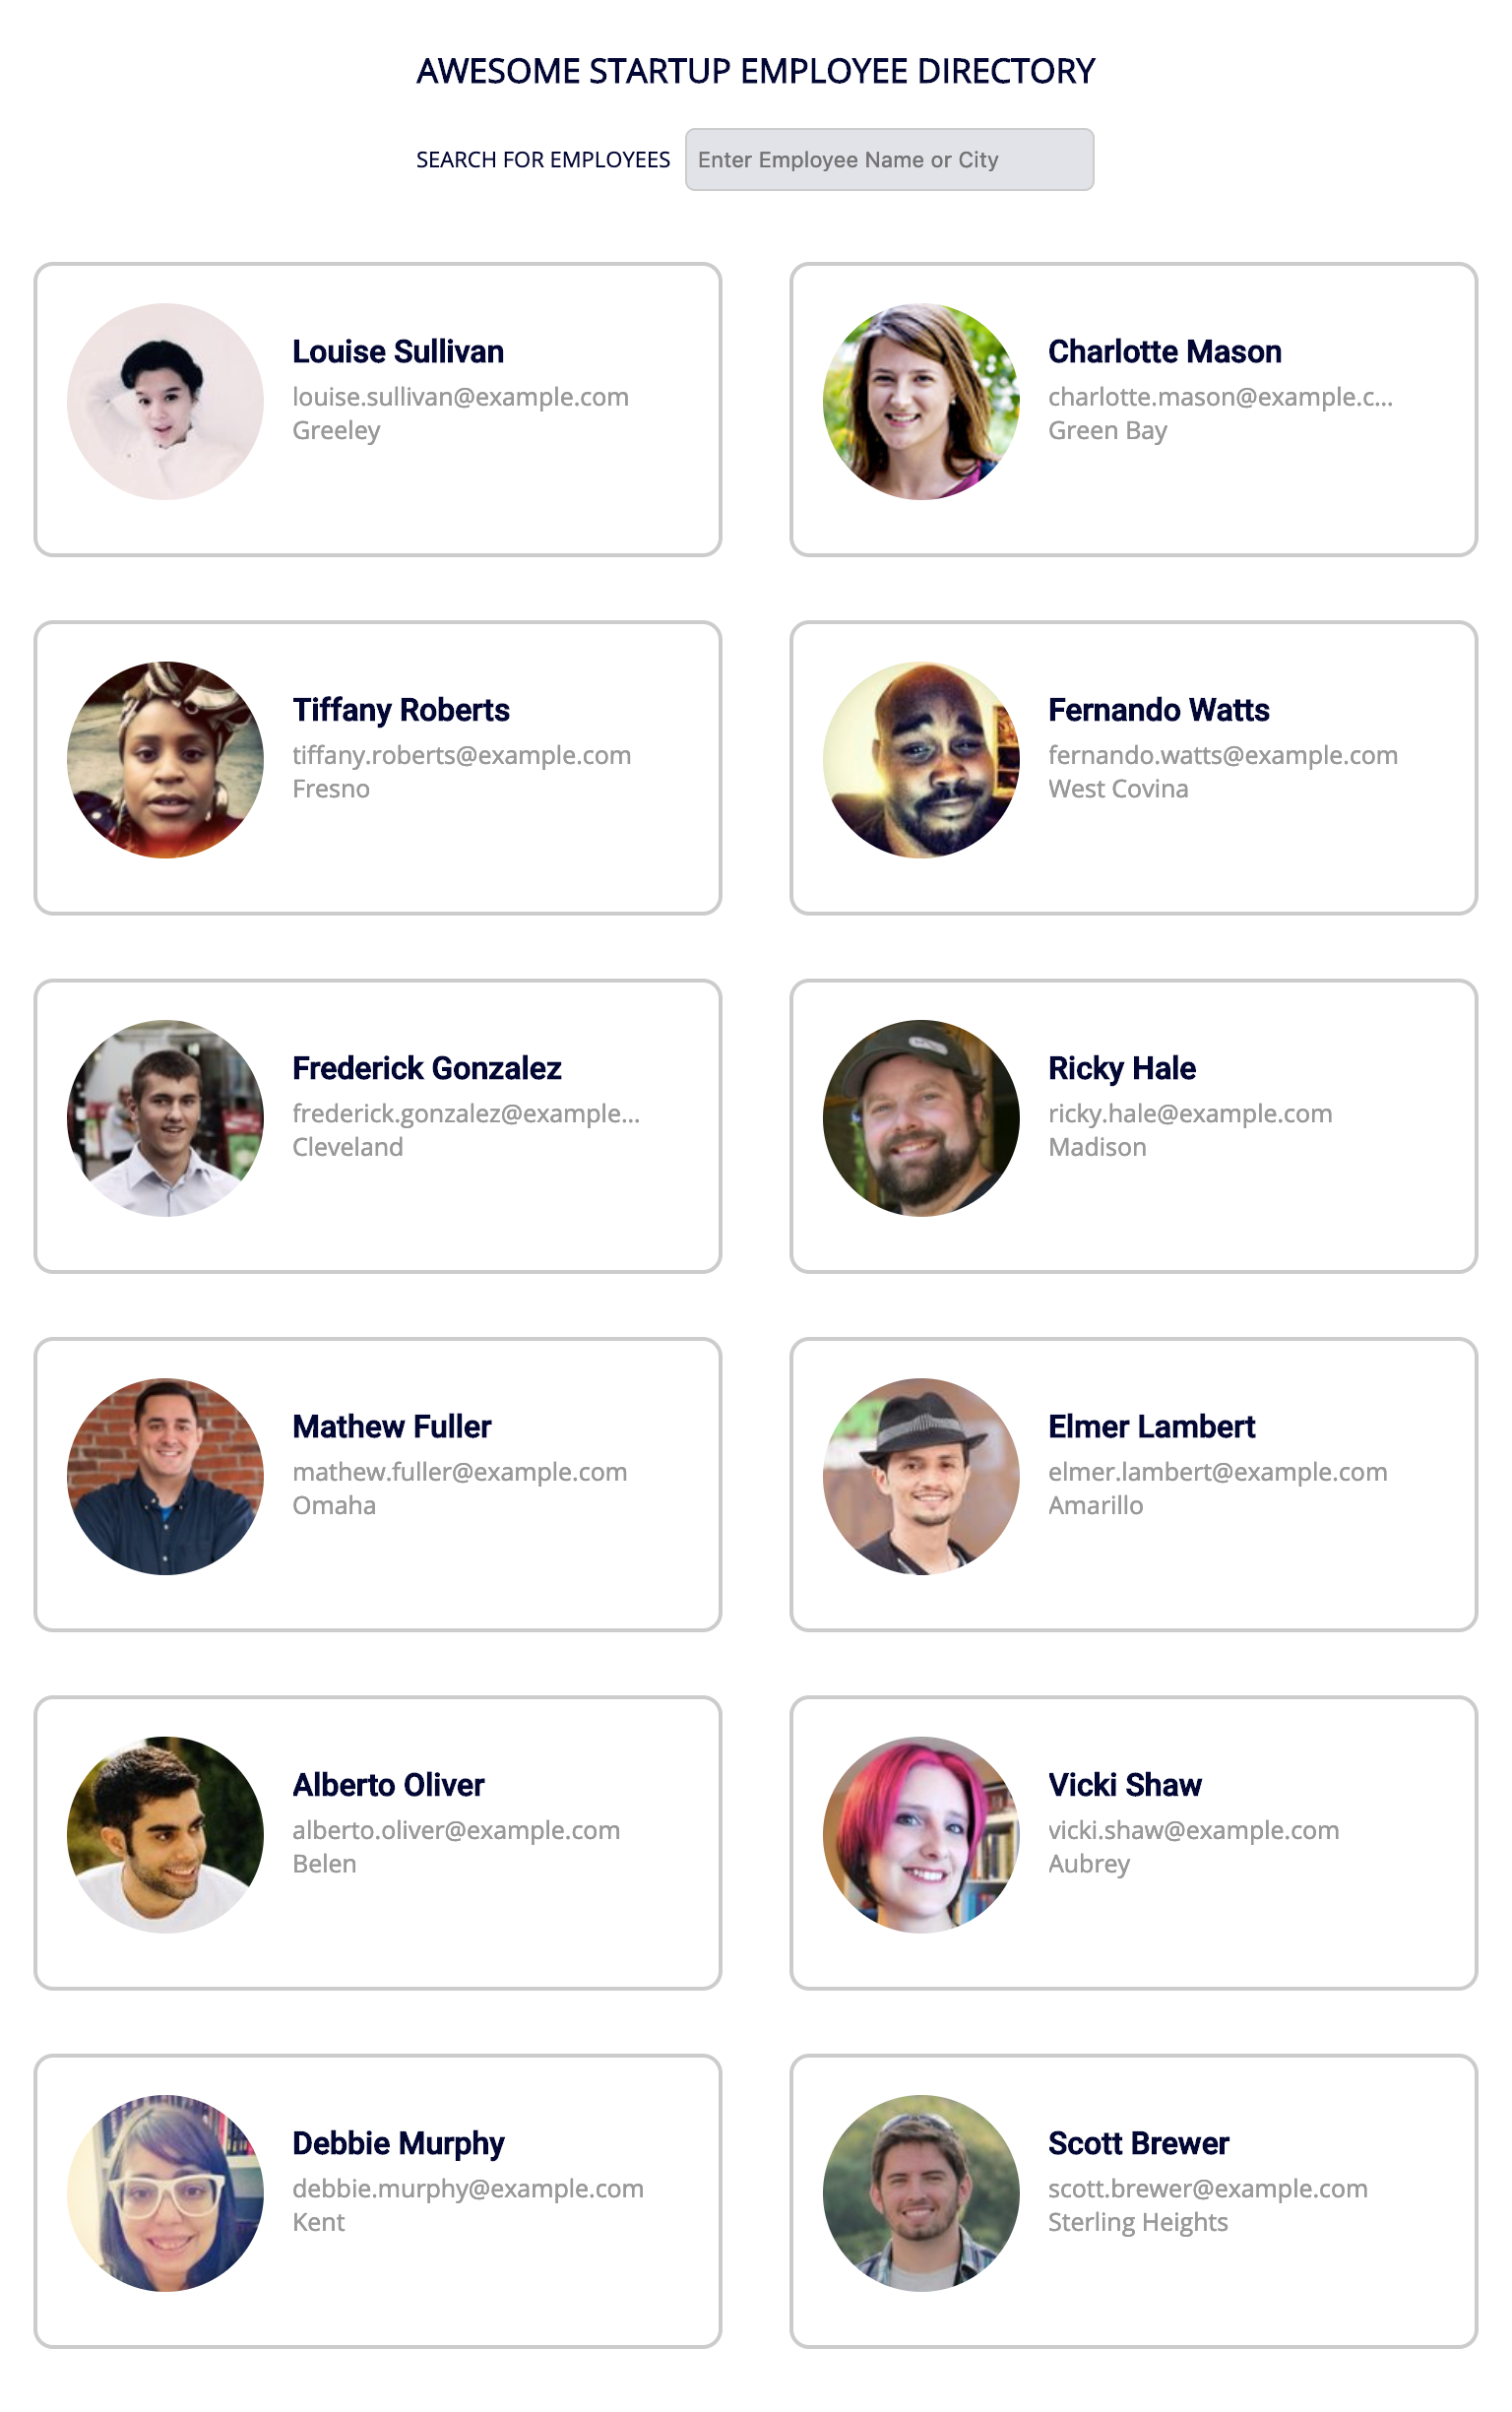 AWESOME STARTUP EMPLOYEE DIRECTORY
SEARCH FOR EMPLOYEES
Enter Employee Name or City
Louise Sullivan
louise.sullivan@example.com
Greeley
Charlotte Mason
charlotte.mason@example.c...
Green Bay
Tiffany Roberts
tiffany.roberts@example.com
Fresno
Fernando Watts
fernando.watts@example.com
West Covina
Frederick Gonzalez
frederick.gonzalez@example...
Cleveland
Ricky Hale
ricky.hale@example.com
Madison
Mathew Fuller
mathew.fuller@example.com
Omaha
Elmer Lambert
elmer.lambert@example.com
Amarillo
Alberto Oliver
alberto.oliver@example.com
Belen
Vicki Shaw
vicki.shaw@example.com
Aubrey
Debbie Murphy
debbie.murphy@example.com
Kent
Scott Brewer
scott.brewer@example.com
Sterling Heights